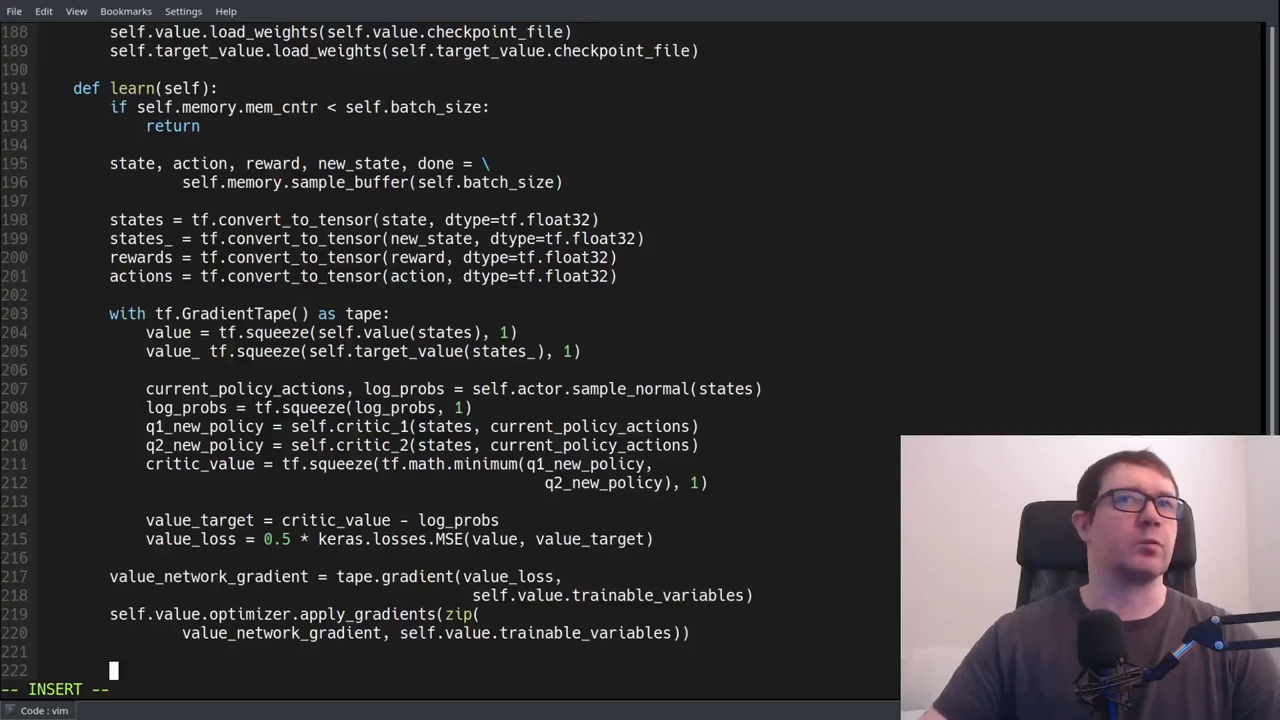 File Edit View Bookmarks Settings Help
188 self.value.load_weights(self.value.checkpoint_file)
189 self.target_value.load_weights(self.target_value.checkpoint_file)
190
191 def learn(self):
192 if self.memory.mem_cntr < self.batch_size:
193 return
194
195 state, action, reward, new_state, done = \
196 self.memory.sample_buffer(self.batch_size)
197
198 states = tf.convert_to_tensor(state, dtype=tf.float32)
199 states_ = tf.convert_to_tensor(new_state, dtype=tf.float32)
200 rewards = tf.convert_to_tensor(reward, dtype=tf.float32)
201 actions = tf.convert_to_tensor(action, dtype=tf.float32)
202
203 with tf.GradientTape() as tape:
204 value = tf.squeeze(self.value(states), 1)
205 value_ tf.squeeze(self.target_value(states_), 1)
206
207 current_policy_actions, log_probs = self.actor.sample_normal(states)
208 log_probs = tf.squeeze(log_probs, 1)
209 q1_new_policy = self.critic_1(states, current_policy_actions)
210 q2_new_policy = self.critic_2(states, current_policy_actions)
211 critic_value = tf.squeeze(tf.math.minimum(q1_new_policy,
212 q2_new_policy), 1)
213
214 value_target = critic_value - log_probs
215 value_loss = 0.5 * keras.losses.MSE(value, value_target)
216
217 value_network_gradient = tape.gradient(value_loss,
218 self.value.trainable_variables)
219 self.value.optimizer.apply_gradients(zip(
220 value_network_gradient, self.value.trainable_variables))
221
222
-- INSERT --
Code : vim